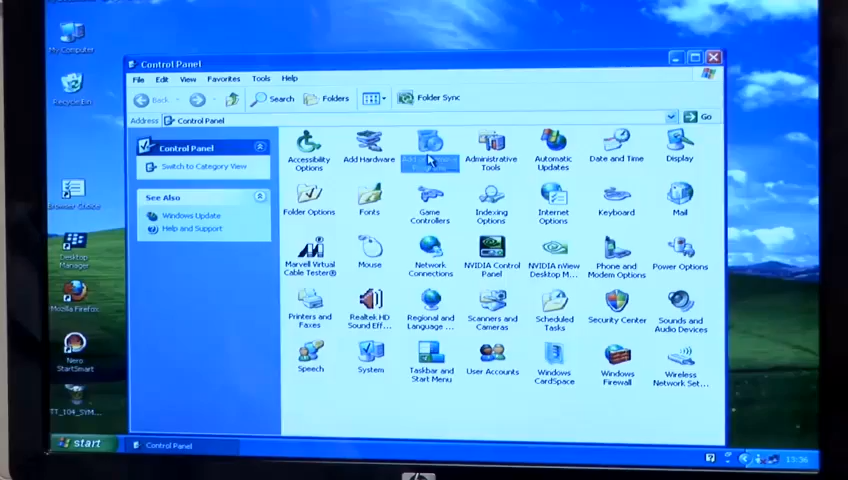 My Computer
Recycle Bin
Browser Choice
Desktop
Manager
Mozilla Firefox
Nero
StartSmart
TT_104_SYM...
Control Panel
File Edit View Favorites Tools Help
Back Search Folders Folder Sync
Address Control Panel Go
Control Panel
Switch to Category View
See Also
Windows Update
Help and Support
Accessibility
Options
Add Hardware
Administrative
Tools
Automatic
Updates
Date and Time
Display
Folder Options
Fonts
Game
Controllers
Indexing
Options
Internet
Options
Keyboard
Mail
Marvell Virtual
Cable Tester®
Mouse
Network
Connections
NVIDIA Control
Panel
NVIDIA nView
Desktop M...
Phone and
Modem Options
Power Options
Printers and
Faxes
Realtek HD
Sound Eff...
Regional and
Language ...
Scanners and
Cameras
Scheduled
Tasks
Security Center
Sounds and
Audio Devices
Speech
System
Taskbar and
Start Menu
User Accounts
Windows
CardSpace
Windows
Firewall
Wireless
Network Set...
start
Control Panel
13:36